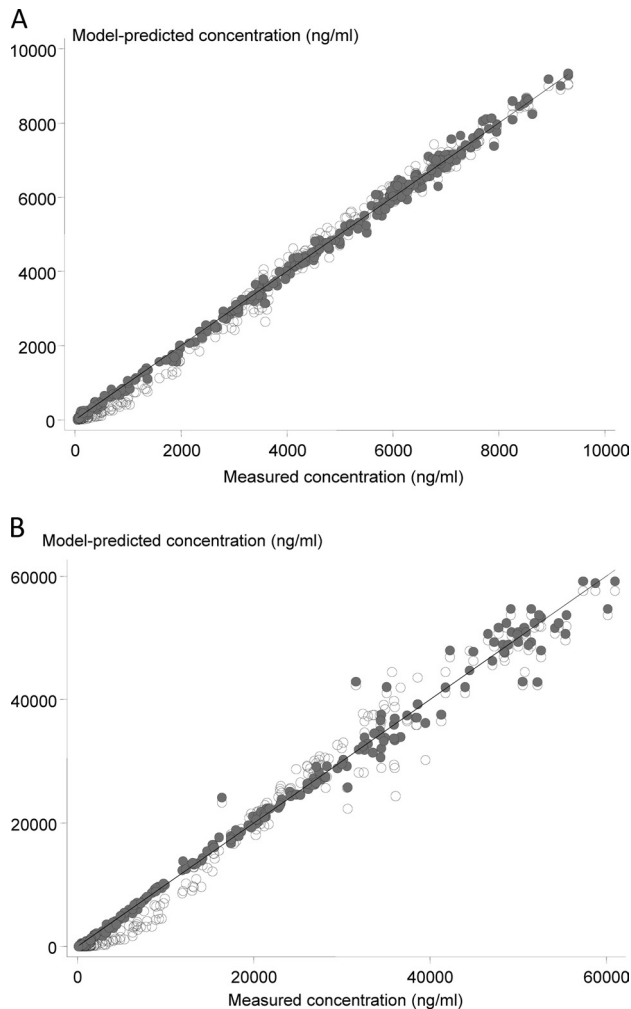 A
Model-predicted concentration (ng/ml)
10000
8000
6000
4000
2000
0
0 2000 4000 6000 8000 10000
Measured concentration (ng/ml)
B
Model-predicted concentration (ng/ml)
60000
40000
20000
0
0 20000 40000 60000
Measured concentration (ng/ml)